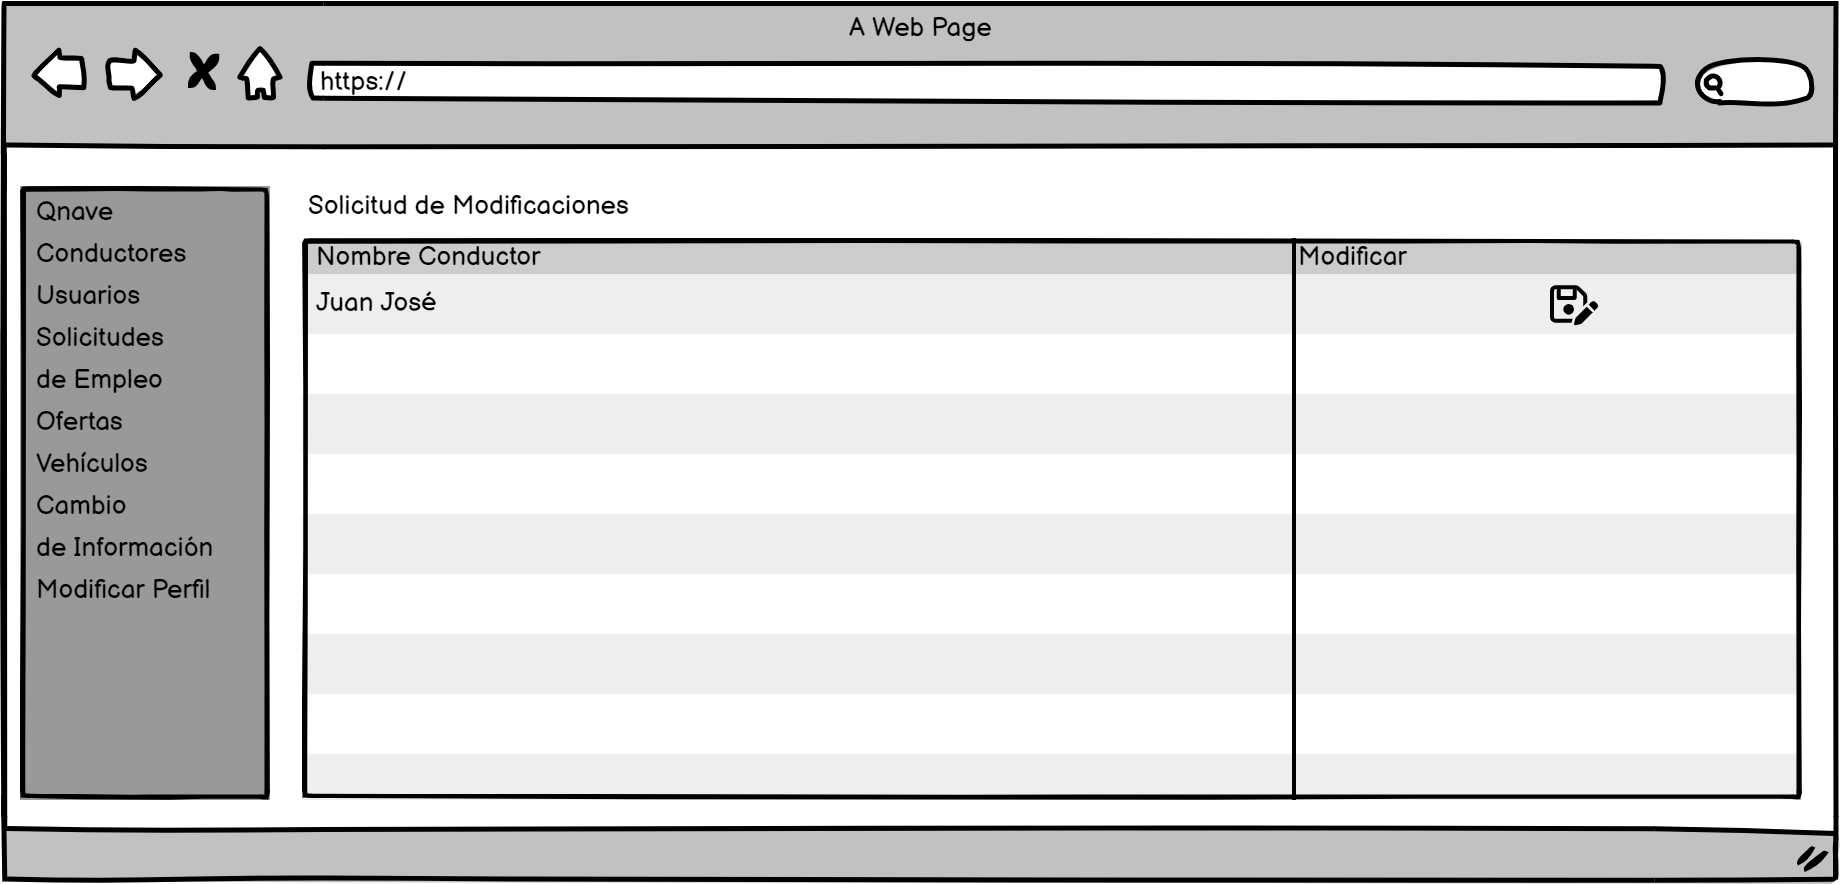 A Web Page
https://
Qnave
Conductores
Usuarios
Solicitudes
de Empleo
Ofertas
Vehículos
Cambio
de Información
Modificar Perfil
Solicitud de Modificaciones
Nombre Conductor
Modificar
Juan José